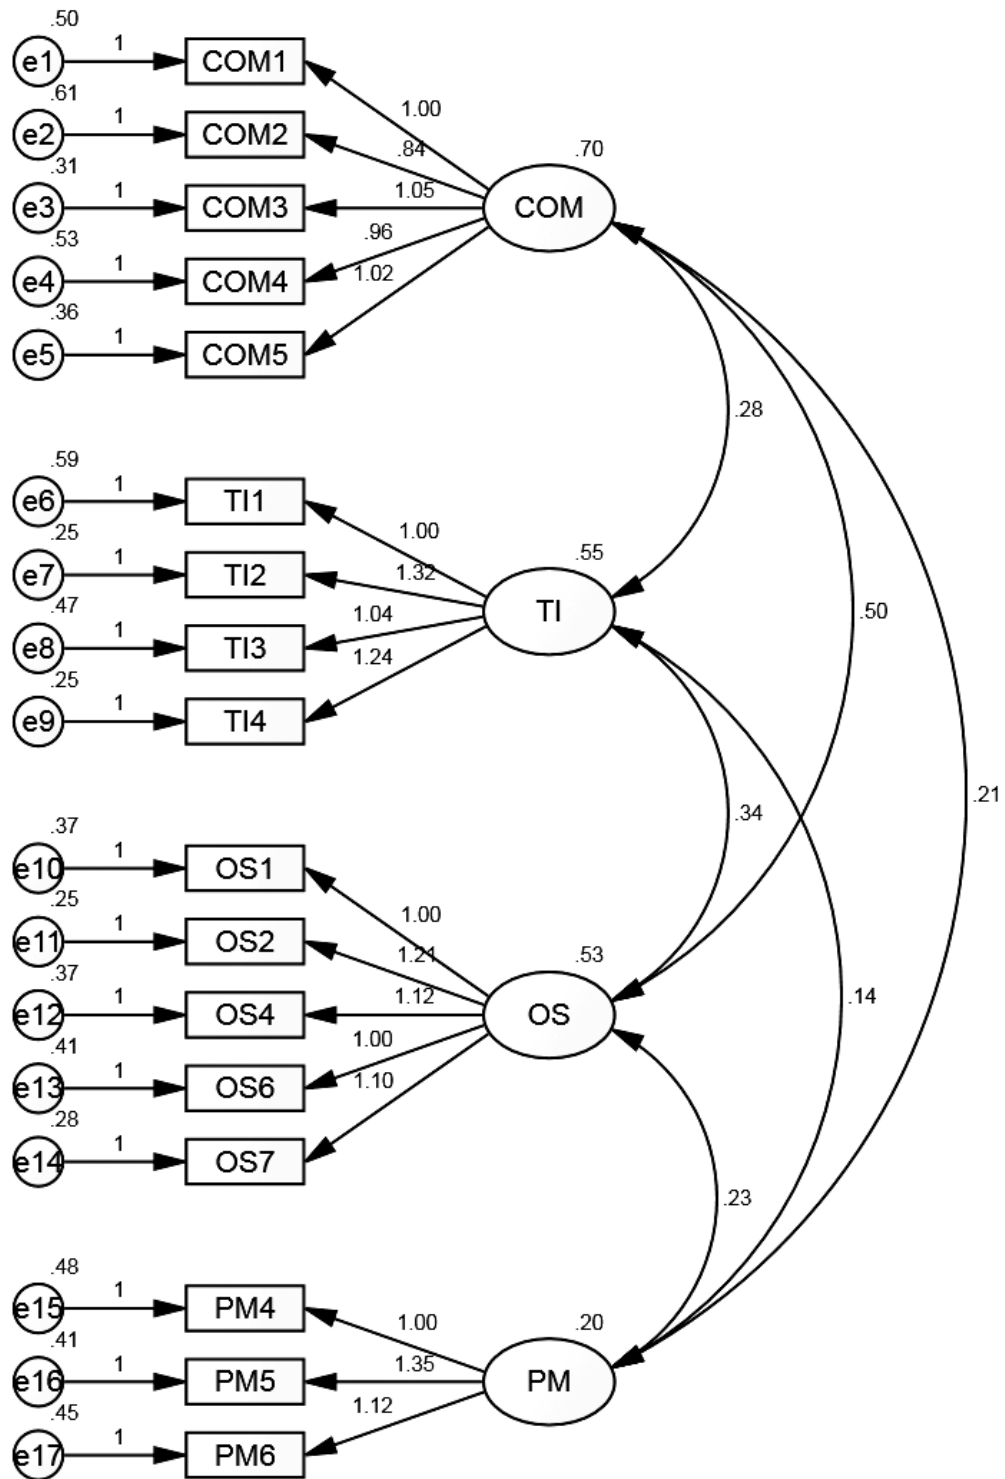 .50
e1 1 COM1
.61
1.00
e2 1 COM2
.84
.70
.31
e3 1 COM3
1.05
COM
.53
.96
e4 1 COM4
1.02
.36
e5 1 COM5
.28
.59
e6 1 TI1
.25
1.00
e7 1 TI2
1.32
.55
.47
1.04
TI
.50
e8 1 TI3
1.24
.25
e9 1 TI4
.21
.34
.37
e10 1 OS1
.25
1.00
e11 1 OS2
1.21
.53
.37
1.12
.14
e12 1 OS4
OS
.41
1.00
e13 1 OS6
1.10
.28
e14 1 OS7
.23
.48
e15 1 PM4
1.00
.20
.41
1.35
e16 1 PM5
PM
.45
1.12
e17 1 PM6